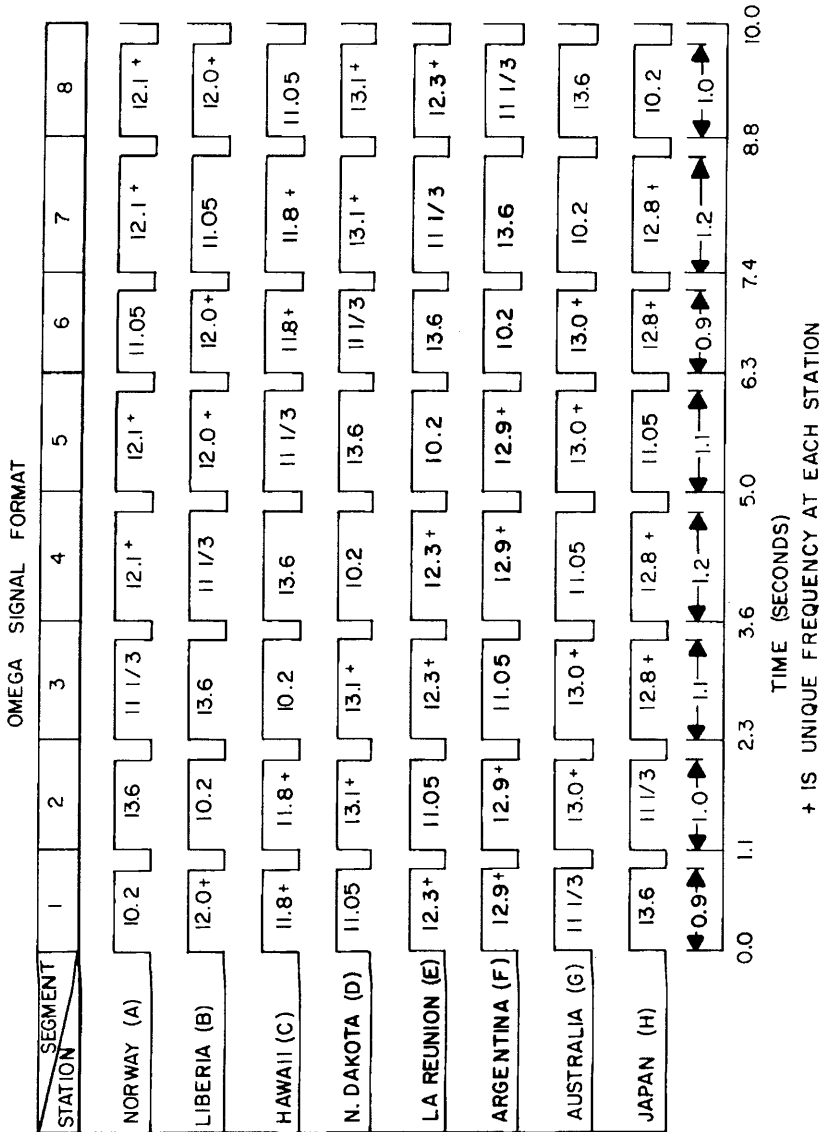 OMEGA SIGNAL FORMAT
SEGMENT
STATION
1 2 3 4 5 6 7 8
NORWAY (A) 10.2 13.6 11 1/3 12.1+ 12.1+ 11.05 12.1+ 12.1+
LIBERIA (B) 12.0+ 10.2 13.6 11 1/3 12.0+ 12.0+ 11.05 12.0+
HAWAII (C) 11.8+ 11.8+ 10.2 13.6 11 1/3 11.8+ 11.8+ 11.05
N. DAKOTA (D) 11.05 13.1+ 13.1+ 10.2 13.6 11 1/3 13.1+ 13.1+
LA REUNION (E) 12.3+ 11.05 12.3+ 12.3+ 10.2 13.6 11 1/3 12.3+
ARGENTINA (F) 12.9+ 12.9+ 11.05 12.9+ 12.9+ 10.2 13.6 11 1/3
AUSTRALIA (G) 11 1/3 13.0+ 13.0+ 11.05 13.0+ 13.0+ 10.2 13.6
JAPAN (H) 13.6 11 1/3 12.8+ 12.8+ 11.05 12.8+ 12.8+ 10.2
0.9 1.0 1.1 1.2 1.1 0.9 1.2 1.0
0.0 1.1 2.3 3.6 5.0 6.3 7.4 8.8 10.0
TIME (SECONDS)
+ IS UNIQUE FREQUENCY AT EACH STATION